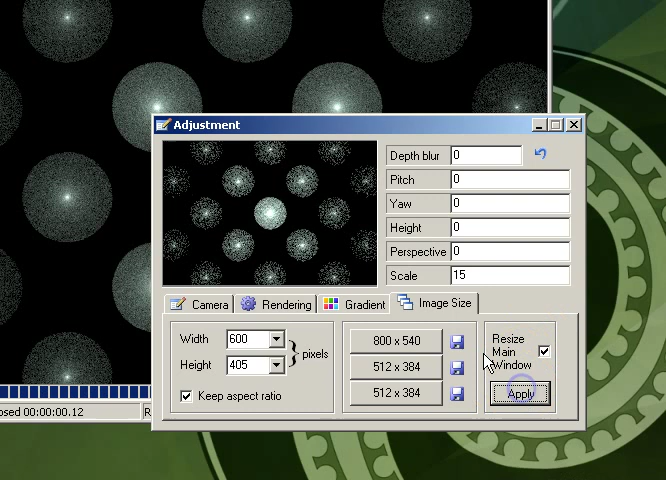 Adjustment
Depth blur 0
Pitch 0
Yaw 0
Height 0
Perspective 0
Scale 15
Camera Rendering Gradient Image Size
Width 600
Height 405
pixels
Keep aspect ratio
800 x 540
512 x 384
512 x 384
Resize
Main
Window
Apply
osed 00:00:00.12 R